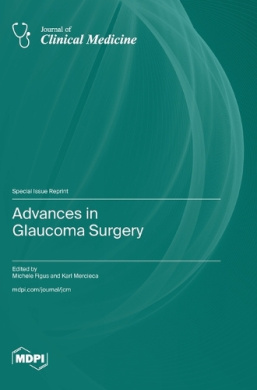 Journal of
Clinical Medicine
Special Issue Reprint
Advances in
Glaucoma Surgery
Edited by
Michele Figus and Karl Mercieca
mdpi.com/journal/jcm
MDPI